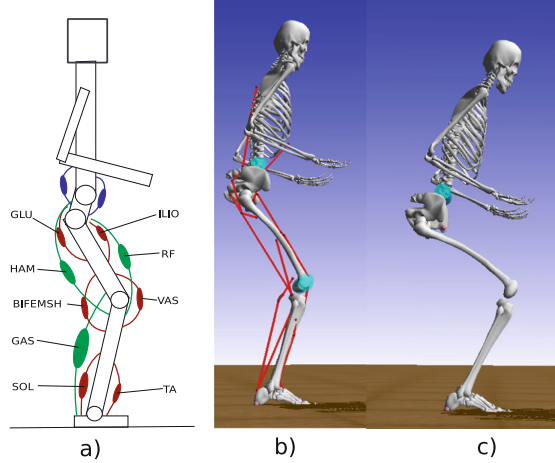 GLU
ILIO
RF
HAM
BIFEMSH
VAS
GAS
SOL
TA
a)
b)
c)